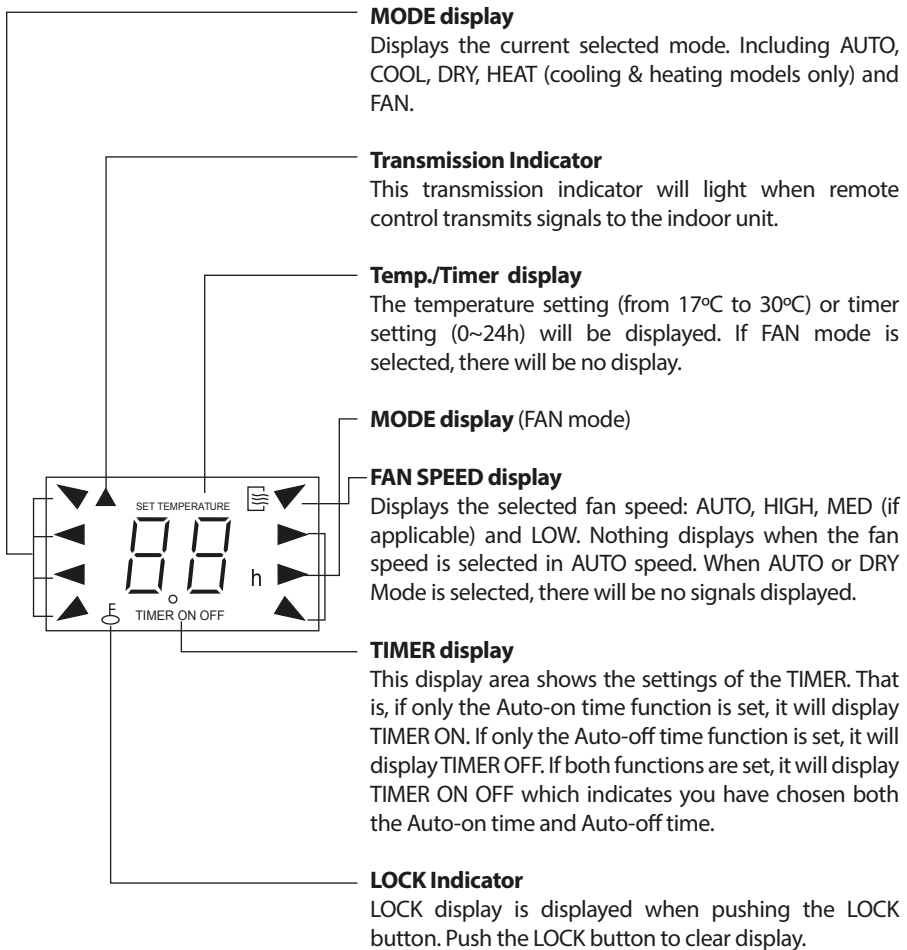 MODE display
Displays the current selected mode. Including AUTO,
COOL, DRY, HEAT (cooling & heating models only) and
FAN.
Transmission Indicator
This transmission indicator will light when remote
control transmits signals to the indoor unit.
Temp./Timer display
The temperature setting (from 17ºC to 30ºC) or timer
setting (0~24h) will be displayed. If FAN mode is
selected, there will be no display.
MODE display (FAN mode)
FAN SPEED display
Displays the selected fan speed: AUTO, HIGH, MED (if
applicable) and LOW. Nothing displays when the fan
speed is selected in AUTO speed. When AUTO or DRY
Mode is selected, there will be no signals displayed.
SET TEMPERATURE
88
h
TIMER ON OFF
TIMER display
This display area shows the settings of the TIMER. That
is, if only the Auto-on time function is set, it will display
TIMER ON. If only the Auto-off time function is set, it will
display TIMER OFF. If both functions are set, it will display
TIMER ON OFF which indicates you have chosen both
the Auto-on time and Auto-off time.
LOCK Indicator
LOCK display is displayed when pushing the LOCK
button. Push the LOCK button to clear display.